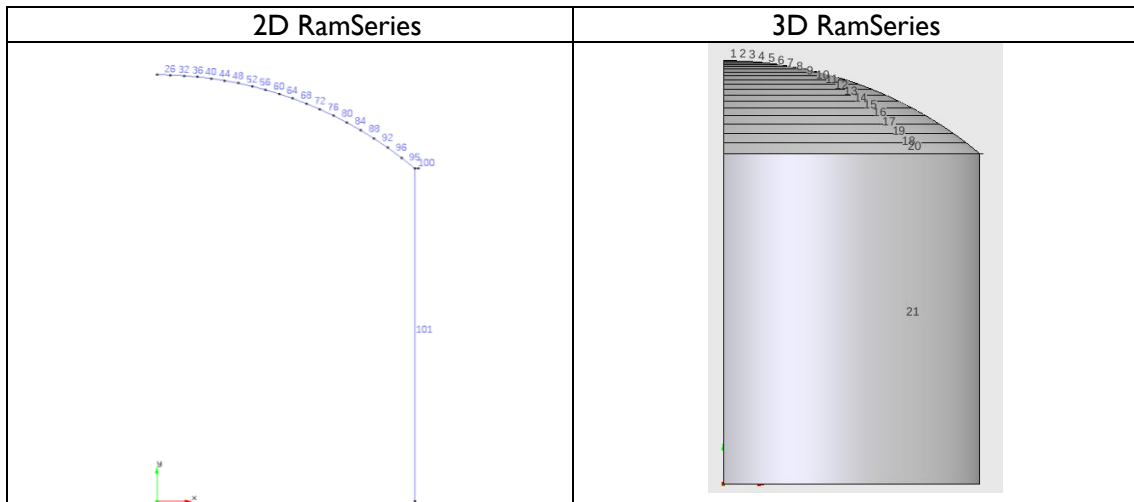 2D RamSeries
3D RamSeries
26 32 36 40 44 48 52 56 60 64 68 72 76 80 84 88 92 96 95 100
101
y
x
1 2 3 4 5 6 7 8 9 10 11 12 13 14 15 16 17 19 18 20
21